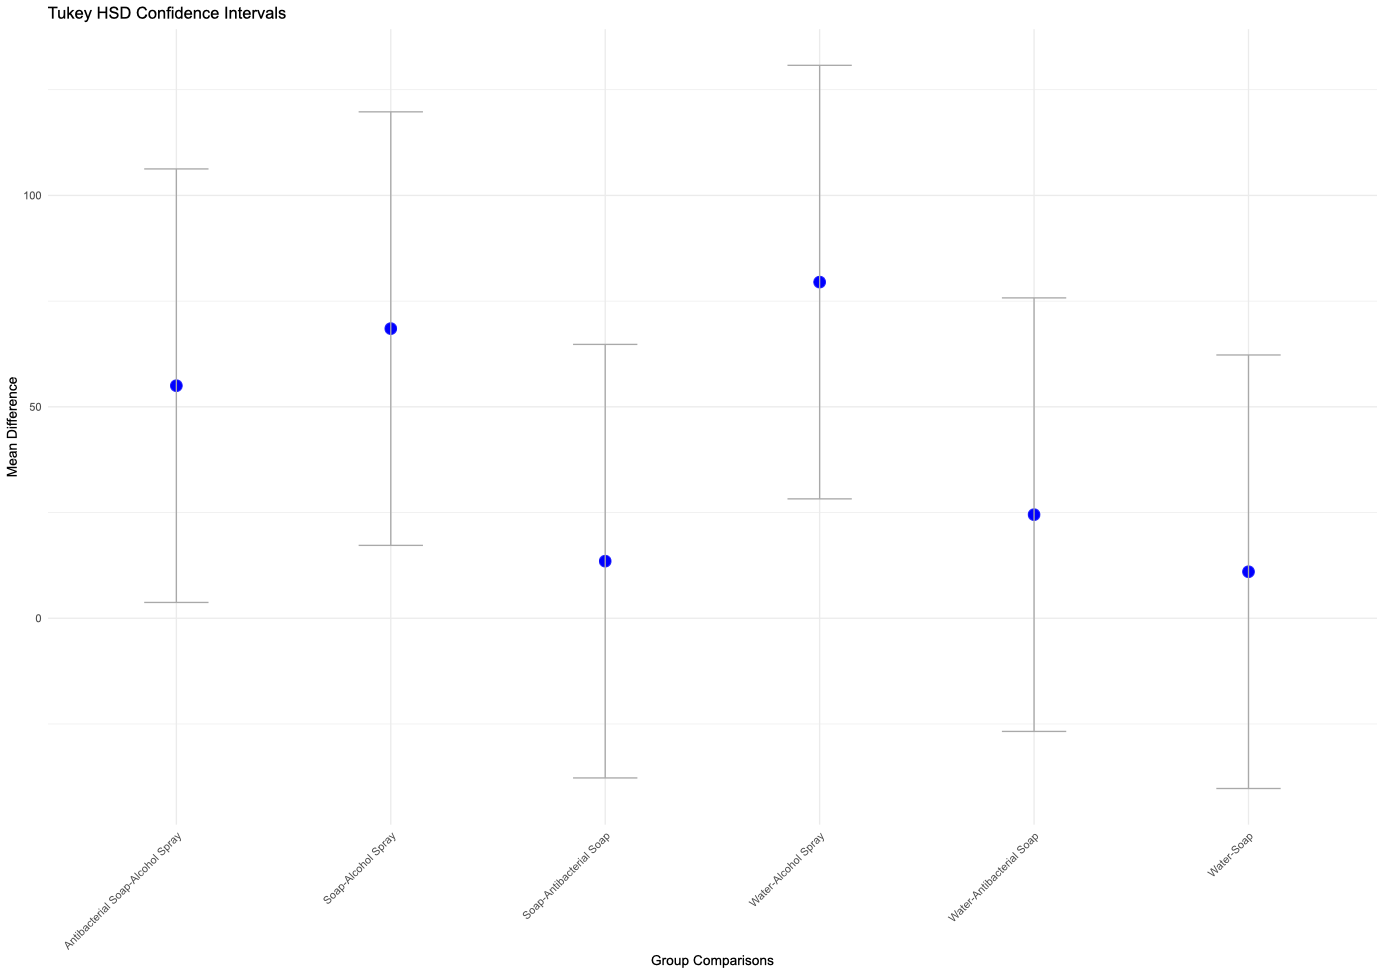 Tukey HSD Confidence Intervals
Mean Difference
100
50
0
Antibacterial Soap-Alcohol Spray
Soap-Alcohol Spray
Soap-Antibacterial Soap
Water-Alcohol Spray
Water-Antibacterial Soap
Water-Soap
Group Comparisons